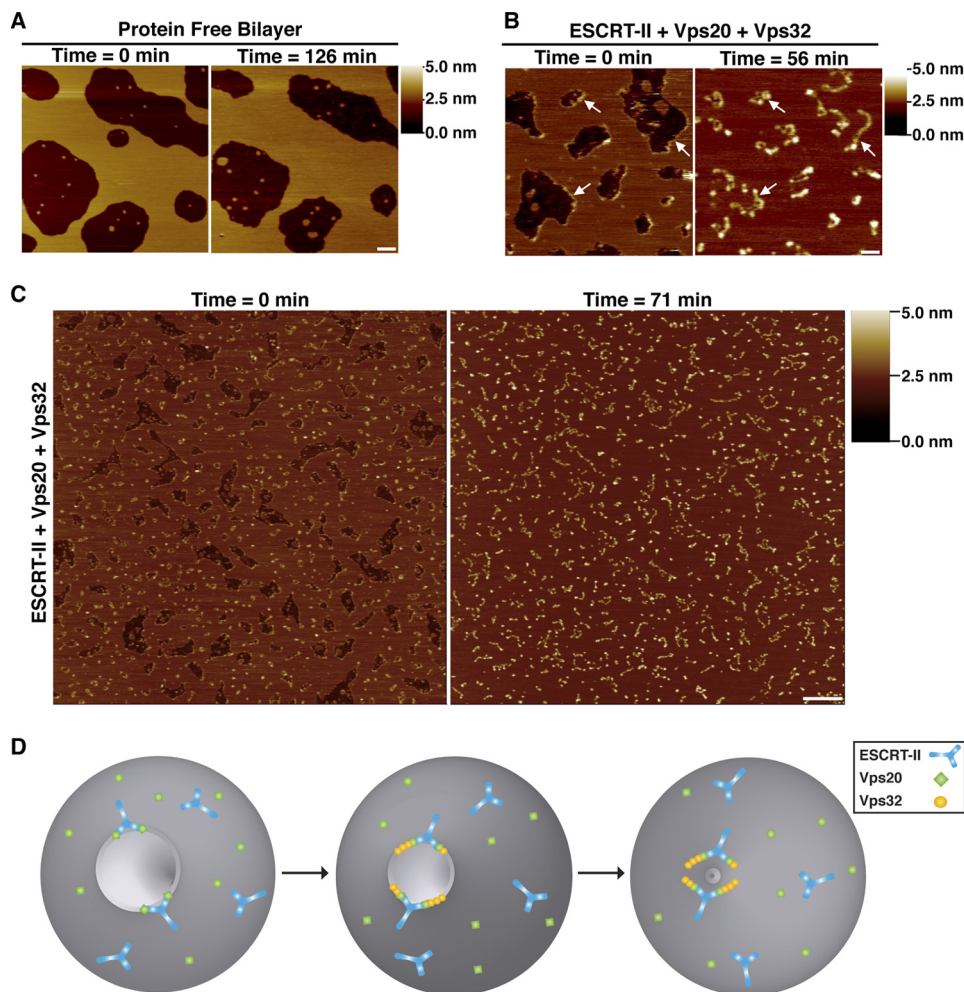 A
Protein Free Bilayer
Time = 0 min
Time = 126 min
5.0 nm
2.5 nm
0.0 nm
B
ESCRT-II + Vps20 + Vps32
Time = 0 min
Time = 56 min
5.0 nm
2.5 nm
0.0 nm
C
Time = 0 min
Time = 71 min
ESCRT-II + Vps20 + Vps32
5.0 nm
2.5 nm
0.0 nm
D
ESCRT-II
Vps20
Vps32